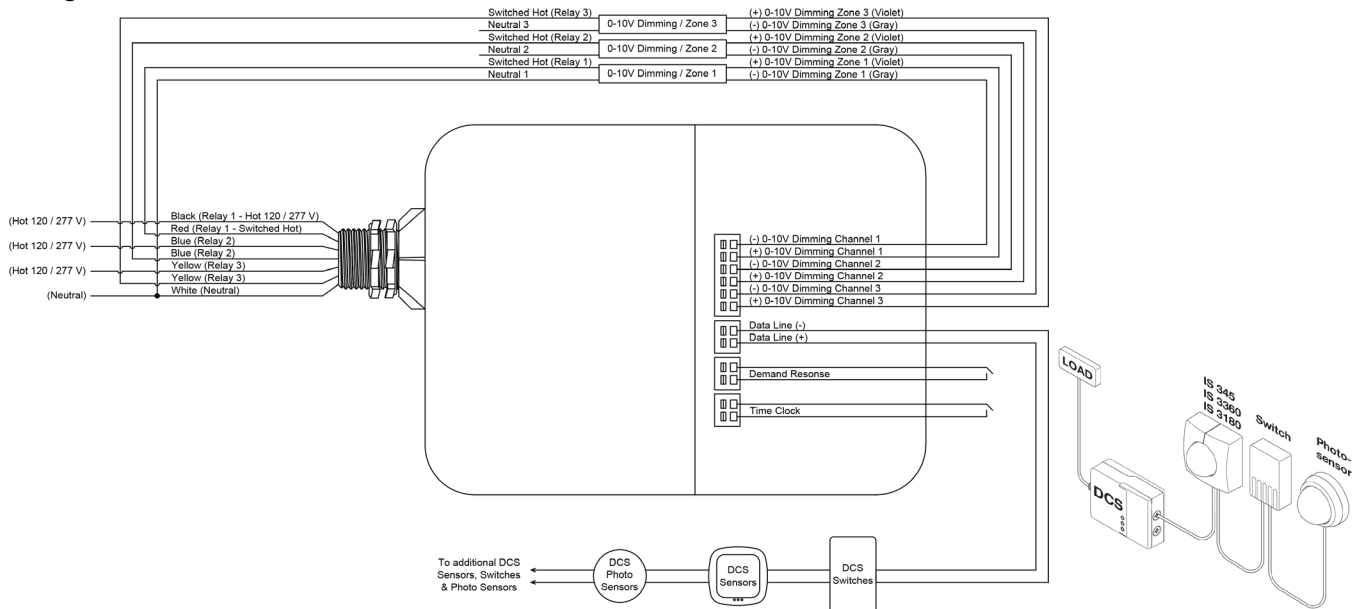 Switched Hot (Relay 3)
Neutral 3
Switched Hot (Relay 2)
Neutral 2
Switched Hot (Relay 1)
Neutral 1
0-10V Dimming / Zone 3
0-10V Dimming / Zone 2
0-10V Dimming / Zone 1
(+) 0-10V Dimming Zone 3 (Violet)
(-) 0-10V Dimming Zone 3 (Gray)
(+) 0-10V Dimming Zone 2 (Violet)
(-) 0-10V Dimming Zone 2 (Gray)
(+) 0-10V Dimming Zone 1 (Violet)
(-) 0-10V Dimming Zone 1 (Gray)
(Hot 120 / 277 V)
(Hot 120 / 277 V)
(Hot 120 / 277 V)
(Neutral)
Black (Relay 1 - Hot 120 / 277 V)
Red (Relay 1 - Switched Hot)
Blue (Relay 2)
Blue (Relay 2)
Yellow (Relay 3)
Yellow (Relay 3)
White (Neutral)
(-) 0-10V Dimming Channel 1
(+) 0-10V Dimming Channel 1
(-) 0-10V Dimming Channel 2
(+) 0-10V Dimming Channel 2
(-) 0-10V Dimming Channel 3
(+) 0-10V Dimming Channel 3
Data Line (-)
Data Line (+)
Demand Resonse
Time Clock
LOAD
DCS
IS 345
IS 3360
IS 3180
Switch
Photo-
sensor
To additional DCS
Sensors, Switches
& Photo Sensors
DCS
Photo
Sensors
DCS
Sensors
DCS
Switches